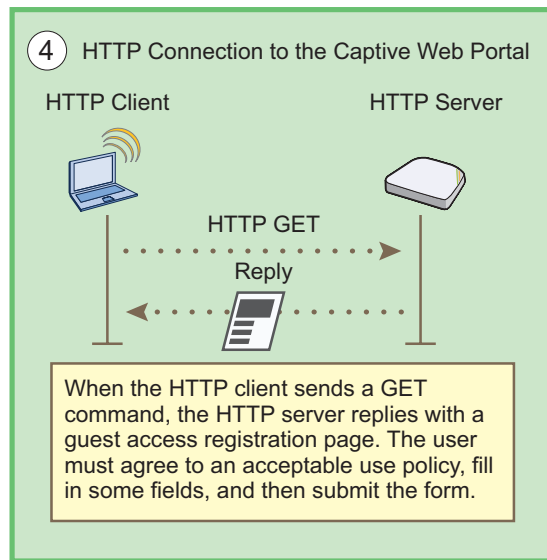 4 HTTP Connection to the Captive Web Portal
HTTP Client HTTP Server
HTTP GET
Reply
When the HTTP client sends a GET
command, the HTTP server replies with a
guest access registration page. The user
must agree to an acceptable use policy, fill
in some fields, and then submit the form.